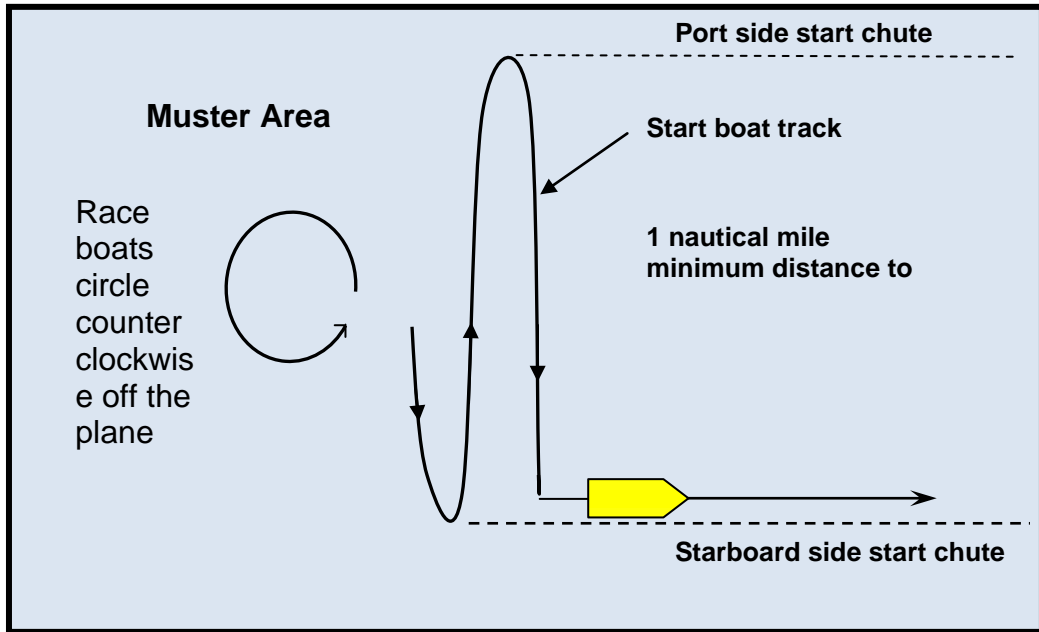 Port side start chute
Muster Area
Start boat track
Race
boats
circle
counter
clockwis
e off the
plane
1 nautical mile
minimum distance to
Starboard side start chute